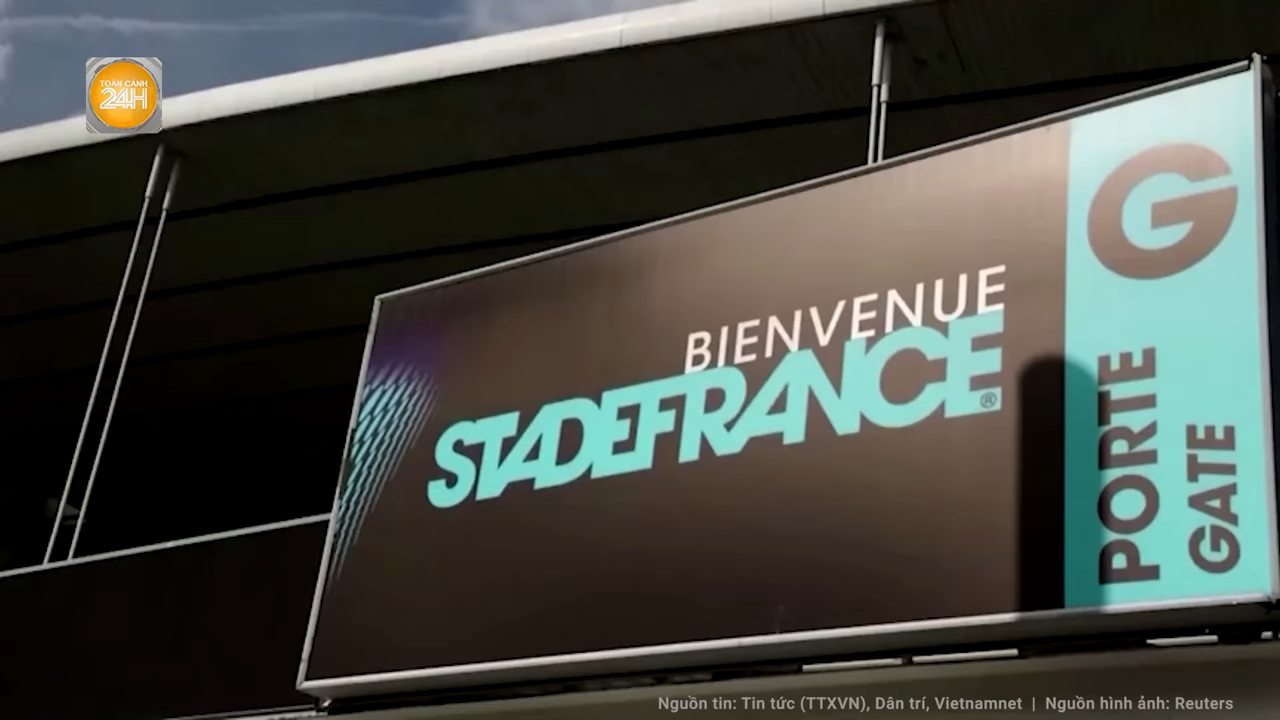 TOÀN CẢNH
24H
BIENVENUE
STADEFRANCE®
G
PORTE
GATE
Nguồn tin: Tin tức (TTXVN), Dân trí, Vietnamnet | Nguồn hình ảnh: Reuters